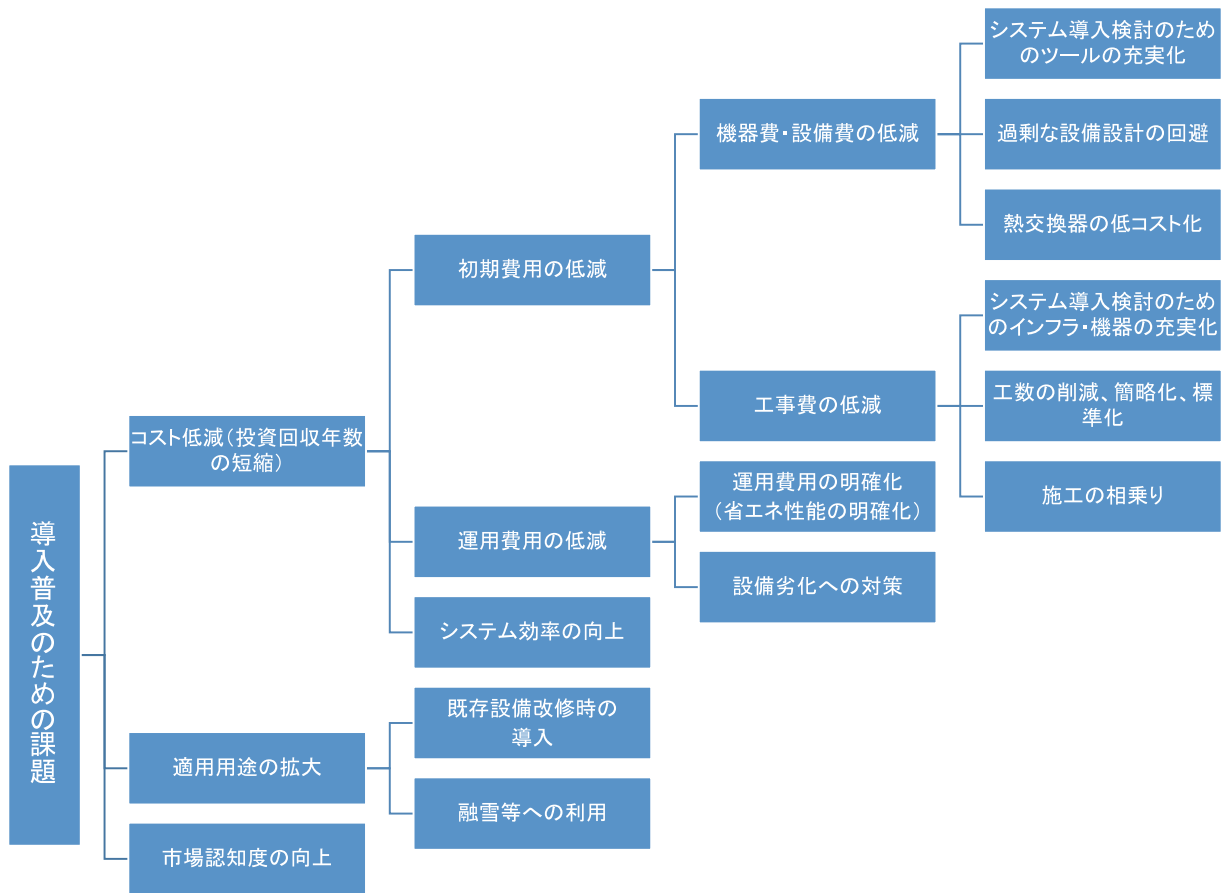 導入普及のための課題
コスト低減（投資回収年数
の短縮）
初期費用の低減
機器費・設備費の低減
システム導入検討のため
のツールの充実化
過剰な設備設計の回避
熱交換器の低コスト化
工事費の低減
システム導入検討のため
のインフラ・機器の充実化
工数の削減、簡略化、標
準化
施工の相乗り
運用費用の低減
運用費用の明確化
（省エネ性能の明確化）
設備劣化への対策
システム効率の向上
適用用途の拡大
既存設備改修時の
導入
融雪等への利用
市場認知度の向上